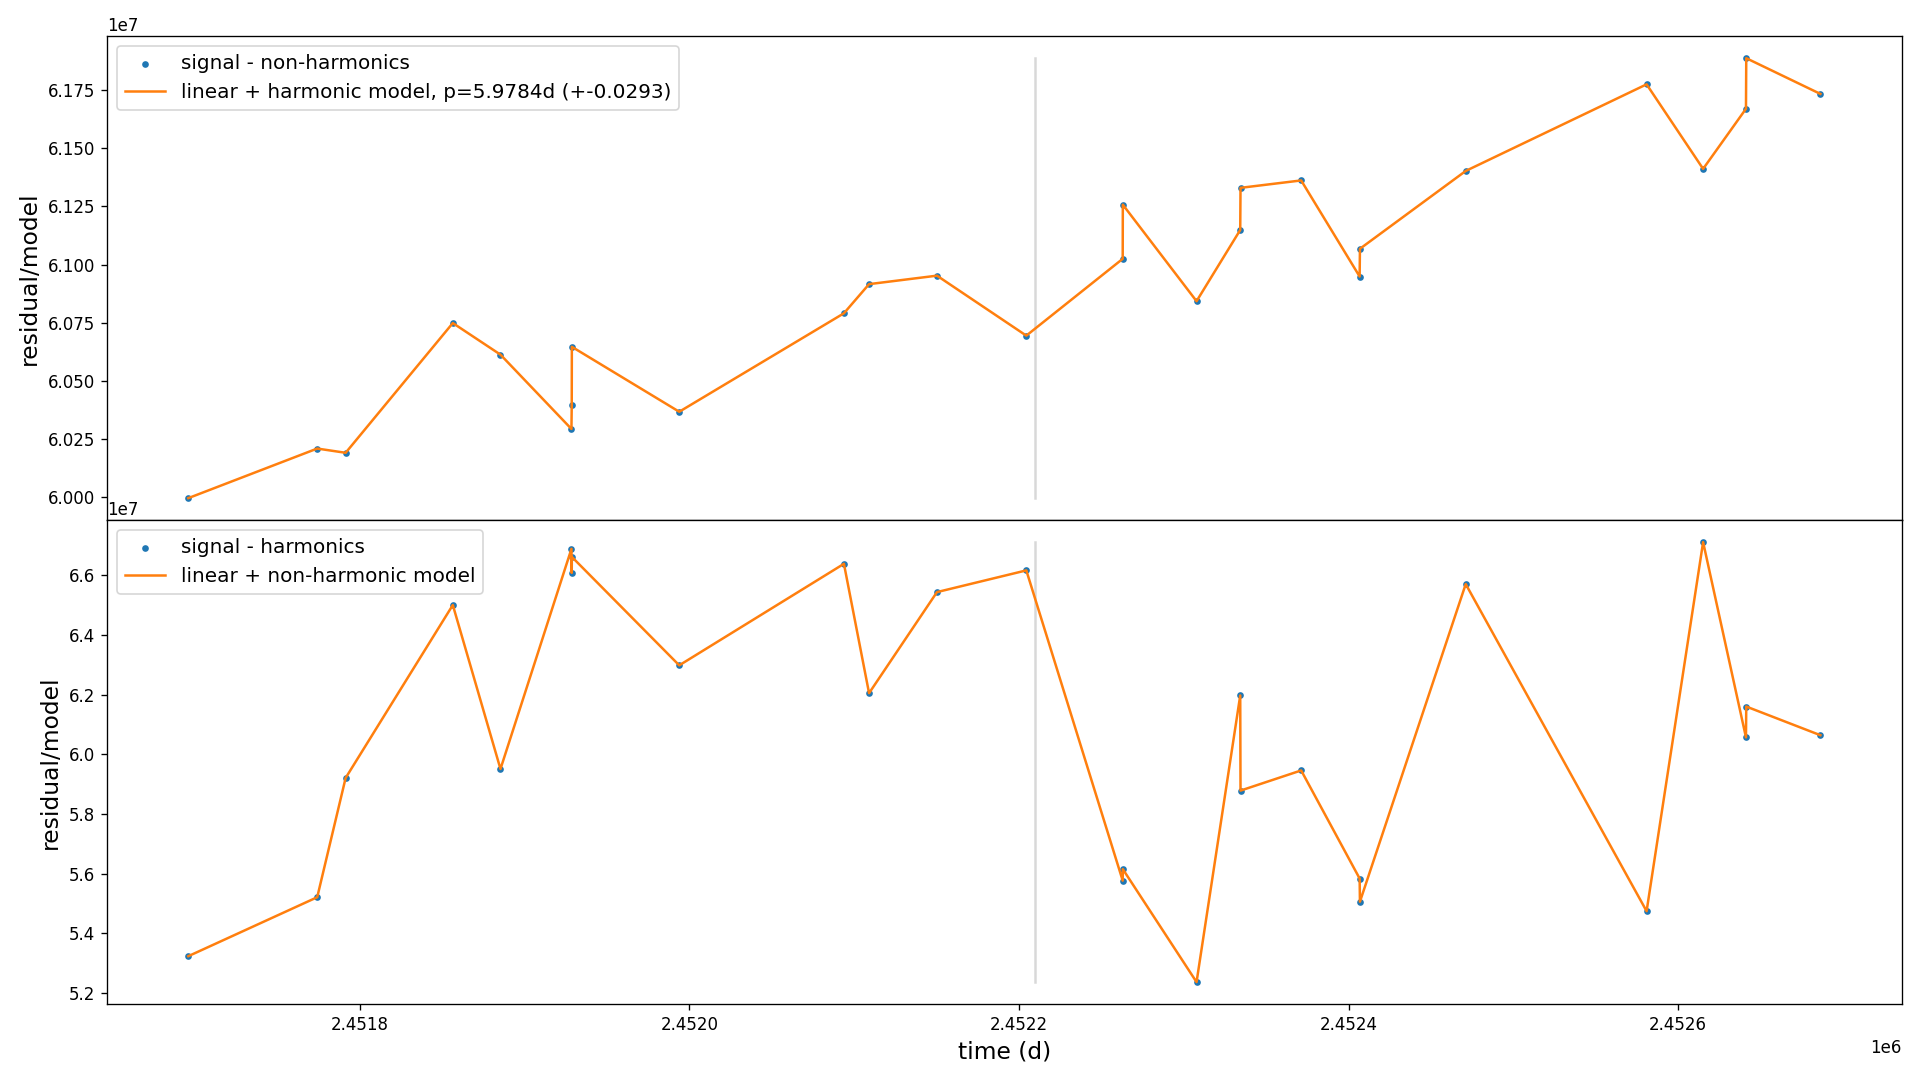 1e7
signal - non-harmonics
linear + harmonic model, p=5.9784d (+-0.0293)
6.175
6.150
6.125
6.100
6.075
6.050
6.025
6.000
residual/model
1e7
signal - harmonics
linear + non-harmonic model
6.6
6.4
6.2
6.0
5.8
5.6
5.4
5.2
residual/model
2.4518 2.4520 2.4522 2.4524 2.4526
1e6
time (d)